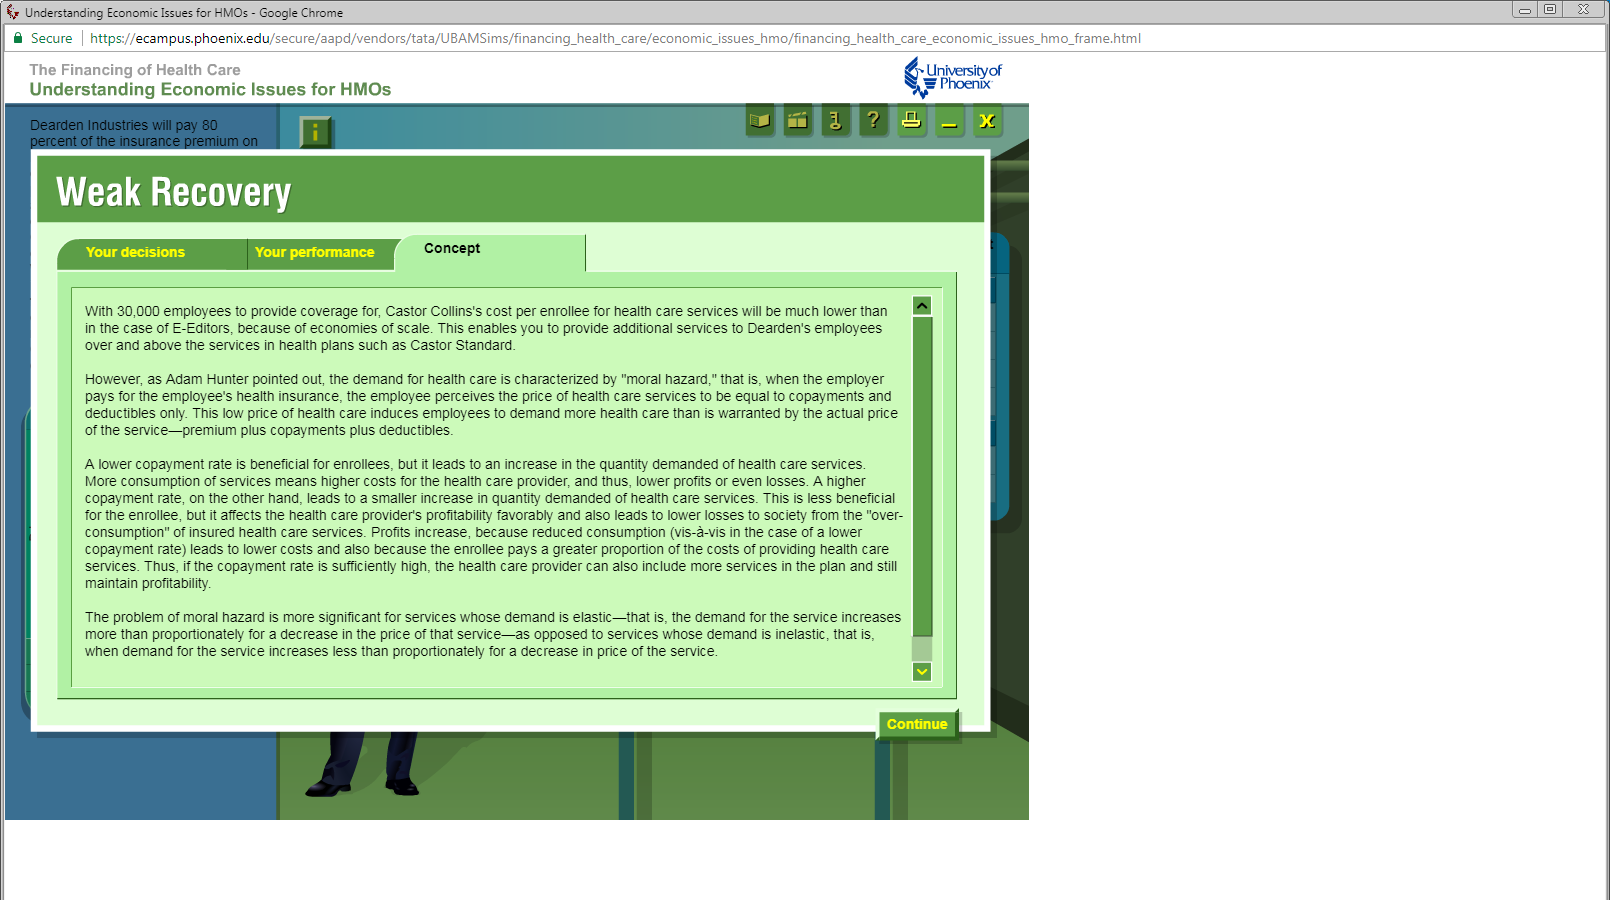 Understanding Economic Issues for HMOs - Google Chrome
Secure
https://ecampus.phoenix.edu/secure/aapd/vendors/tata/UBAMSims/financing_health_care/economic_issues_hmo/financing_health_care_economic_issues_hmo_frame.html
The Financing of Health Care
Understanding Economic Issues for HMOs
University of
Phoenix
Dearden Industries will pay 80
percent of the insurance premium on
i
?
X
Weak Recovery
Your decisions
Your performance
Concept
With 30,000 employees to provide coverage for, Castor Collins's cost per enrollee for health care services will be much lower than
in the case of E-Editors, because of economies of scale. This enables you to provide additional services to Dearden's employees
over and above the services in health plans such as Castor Standard.
However, as Adam Hunter pointed out, the demand for health care is characterized by "moral hazard," that is, when the employer
pays for the employee's health insurance, the employee perceives the price of health care services to be equal to copayments and
deductibles only. This low price of health care induces employees to demand more health care than is warranted by the actual price
of the service—premium plus copayments plus deductibles.
A lower copayment rate is beneficial for enrollees, but it leads to an increase in the quantity demanded of health care services.
More consumption of services means higher costs for the health care provider, and thus, lower profits or even losses. A higher
copayment rate, on the other hand, leads to a smaller increase in quantity demanded of health care services. This is less beneficial
for the enrollee, but it affects the health care provider's profitability favorably and also leads to lower losses to society from the "over-
consumption" of insured health care services. Profits increase, because reduced consumption (vis-à-vis in the case of a lower
copayment rate) leads to lower costs and also because the enrollee pays a greater proportion of the costs of providing health care
services. Thus, if the copayment rate is sufficiently high, the health care provider can also include more services in the plan and still
maintain profitability.
The problem of moral hazard is more significant for services whose demand is elastic—that is, the demand for the service increases
more than proportionately for a decrease in the price of that service—as opposed to services whose demand is inelastic, that is,
when demand for the service increases less than proportionately for a decrease in price of the service.
Continue